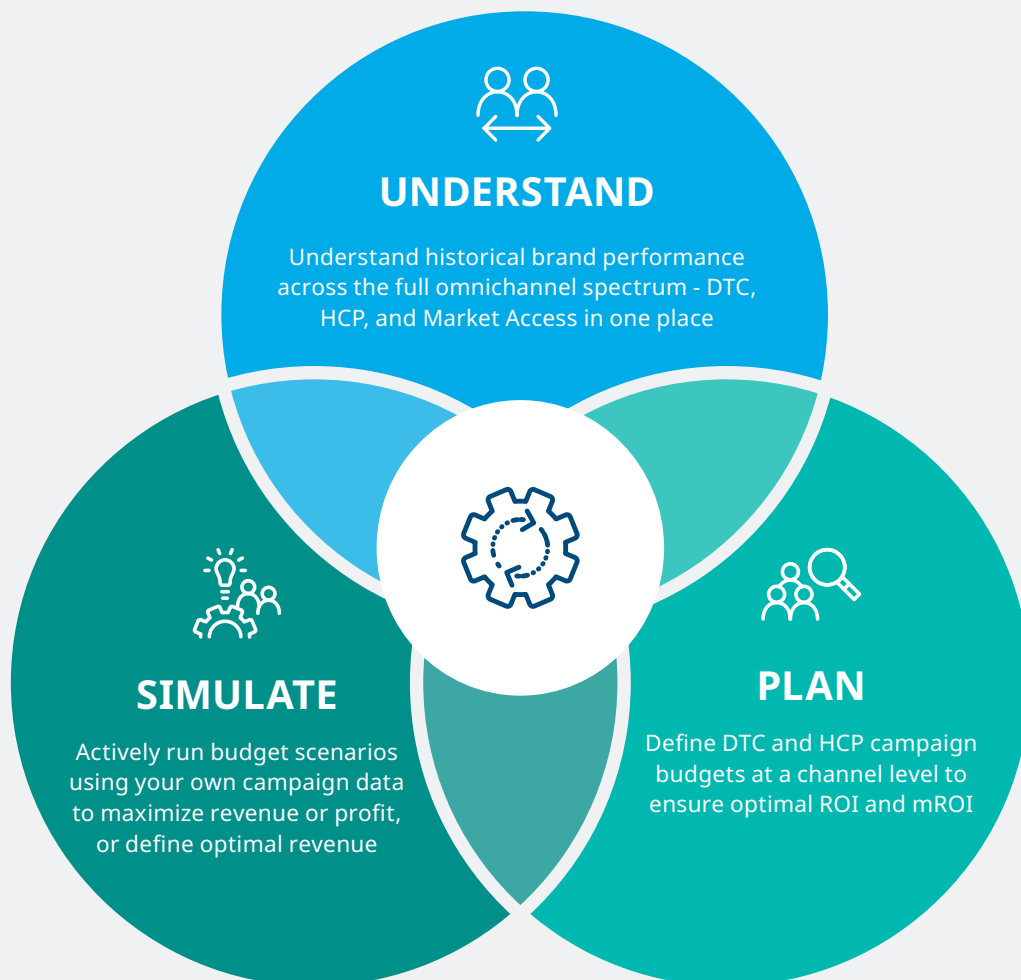 UNDERSTAND
Understand historical brand performance
across the full omnichannel spectrum - DTC,
HCP, and Market Access in one place
SIMULATE
Actively run budget scenarios
using your own campaign data
to maximize revenue or profit,
or define optimal revenue
PLAN
Define DTC and HCP campaign
budgets at a channel level to
ensure optimal ROI and mROI